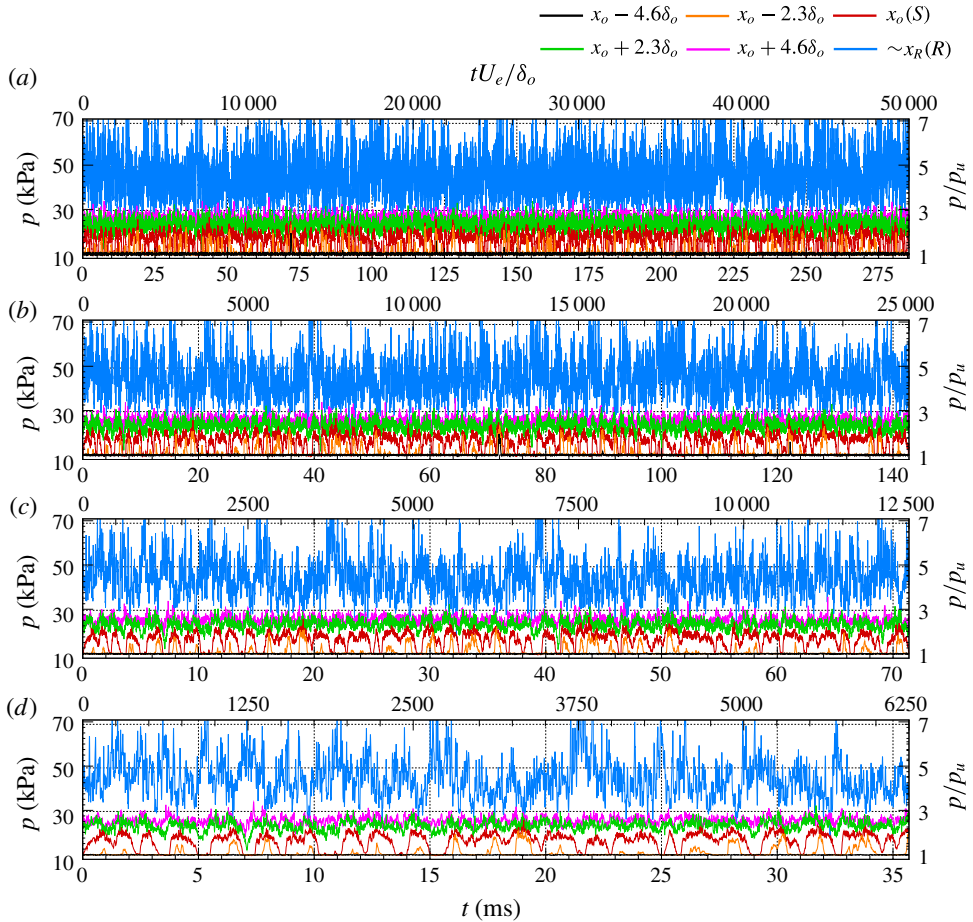 x_o − 4.6δ_o x_o − 2.3δ_o x_o(S)
x_o + 2.3δ_o x_o + 4.6δ_o ~x_R(R)
(a) tU_e/δ_o
0 10 000 20 000 30 000 40 000 50 000
70 7
50 5
30 3
10 1
p (kPa) p/p_u
0 25 50 75 100 125 150 175 200 225 250 275
(b) 0 5000 10 000 15 000 20 000 25 000
70 7
50 5
30 3
10 1
p (kPa) p/p_u
0 20 40 60 80 100 120 140
(c) 0 2500 5000 7500 10 000 12 500
70 7
50 5
30 3
10 1
p (kPa) p/p_u
0 10 20 30 40 50 60 70
(d) 0 1250 2500 3750 5000 6250
70 7
50 5
30 3
10 1
p (kPa) p/p_u
0 5 10 15 20 25 30 35
t (ms)